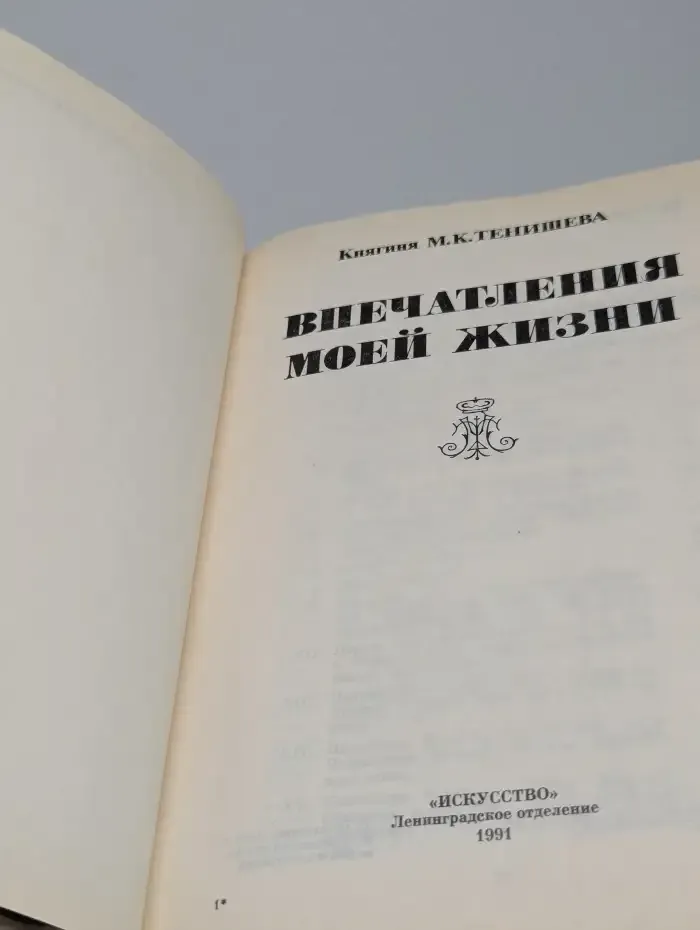 Княгиня М.К.ТЕНИШЕВА
ВПЕЧАТЛЕНИЯ
МОЕЙ ЖИЗНИ
«ИСКУССТВО»
Ленинградское отделение
1991
1*